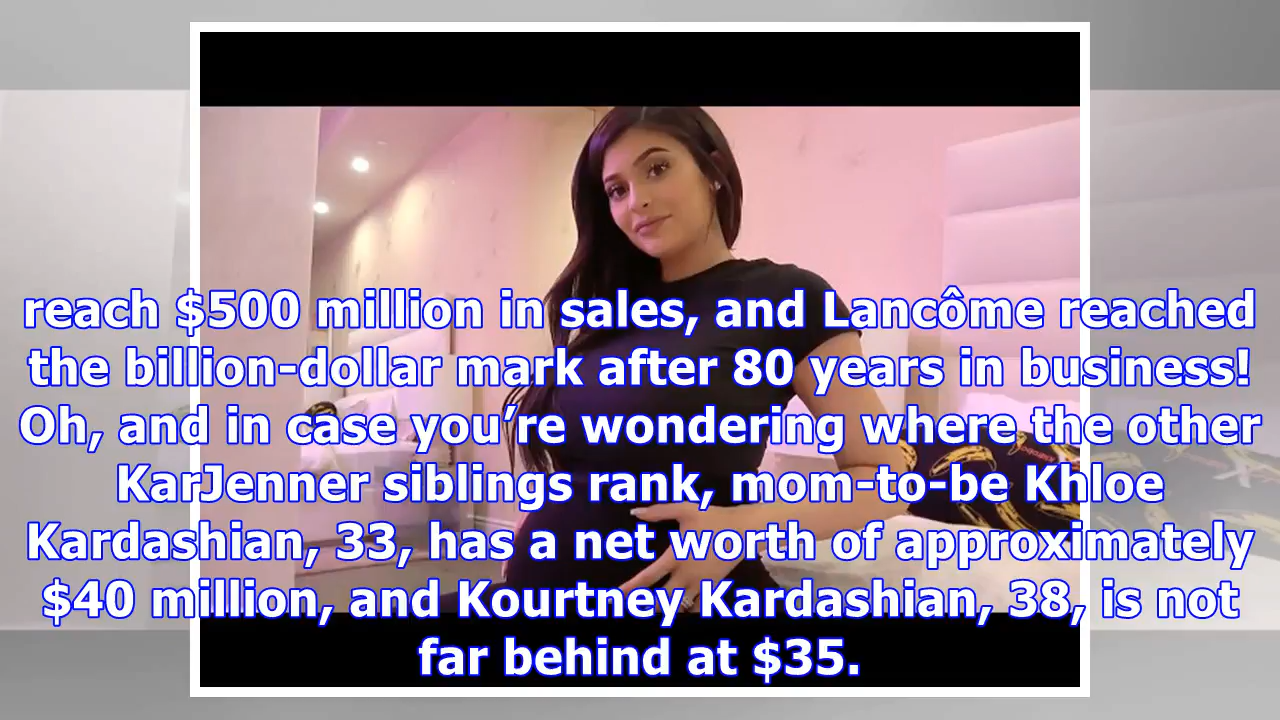 reach $500 million in sales, and Lancôme reached
the billion-dollar mark after 80 years in business!
Oh, and in case you’re wondering where the other
KarJenner siblings rank, mom-to-be Khloe
Kardashian, 33, has a net worth of approximately
$40 million, and Kourtney Kardashian, 38, is not
far behind at $35.